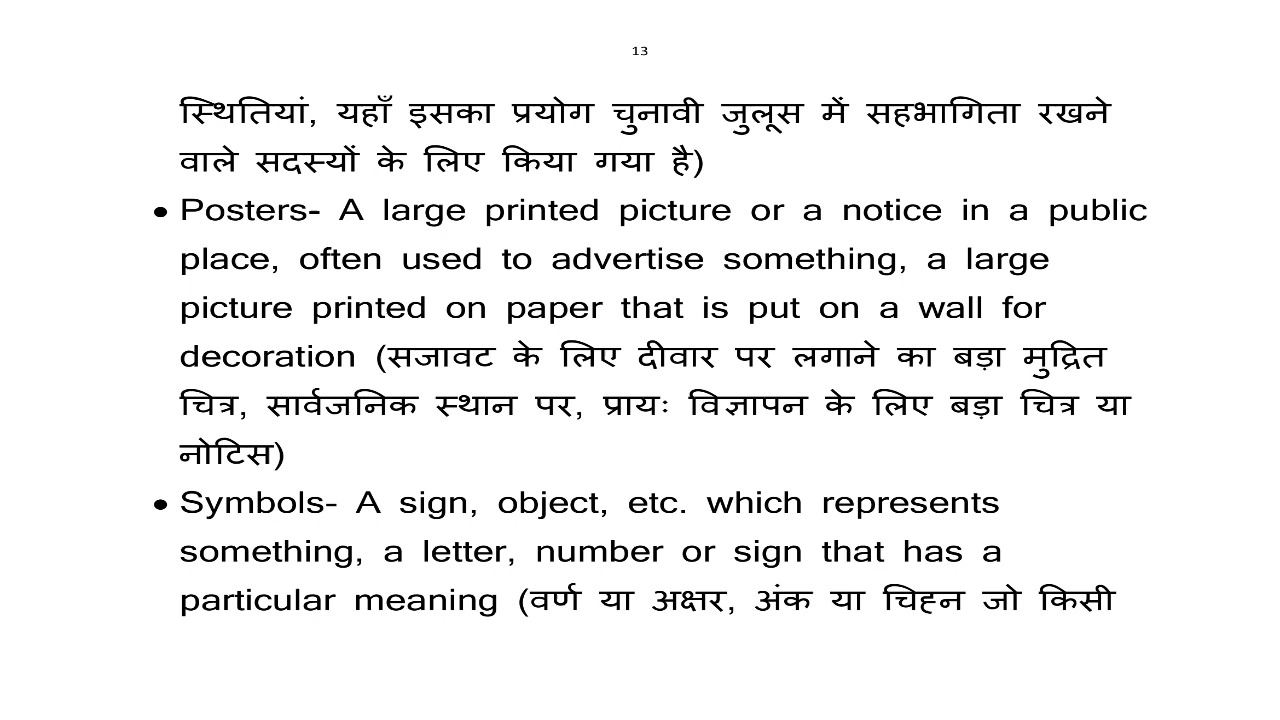 13
स्थितियां, यहाँ इसका प्रयोग चुनावी जुलूस में सहभागिता रखने
वाले सदस्यों के लिए किया गया है)
• Posters- A large printed picture or a notice in a public
place, often used to advertise something, a large
picture printed on paper that is put on a wall for
decoration (सजावट के लिए दीवार पर लगाने का बड़ा मुद्रित
चित्र, सार्वजनिक स्थान पर, प्रायः विज्ञापन के लिए बड़ा चित्र या
नोटिस)
• Symbols- A sign, object, etc. which represents
something, a letter, number or sign that has a
particular meaning (वर्ण या अक्षर, अंक या चिह्न जो किसी